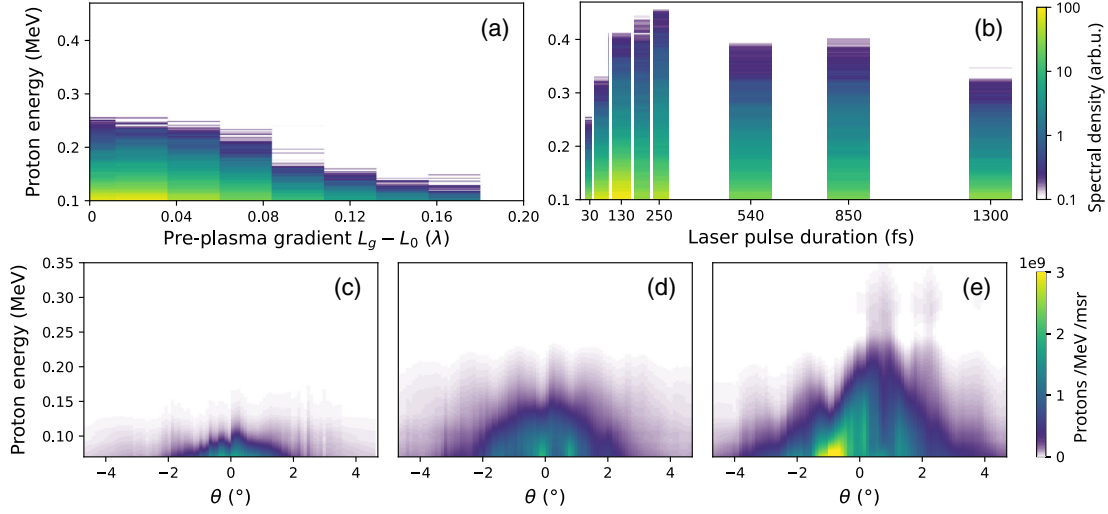 Proton energy (MeV)
0.4
0.3
0.2
0.1
(a)
0 0.04 0.08 0.12 0.16 0.20
Pre-plasma gradient L_g − L_0 (λ)
0.4
0.3
0.2
0.1
(b)
30 130 250 540 850 1300
Laser pulse duration (fs)
100
10
1
0.1
Spectral density (arb.u.)
Proton energy (MeV)
0.35
0.30
0.25
0.20
0.15
0.10
(c)
−4 −2 0 2 4
θ (°)
(d)
−4 −2 0 2 4
θ (°)
(e)
−4 −2 0 2 4
θ (°)
1e9
3
2
1
0
Protons /MeV /msr